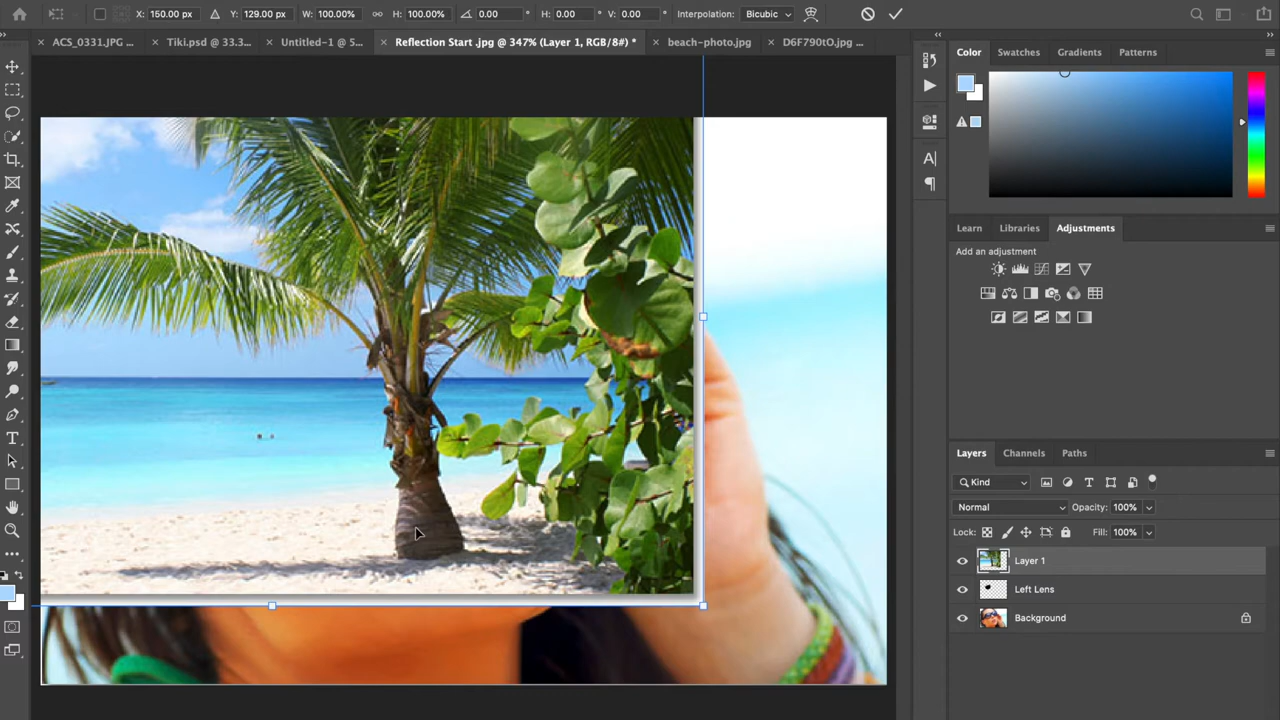 X: 150.00 px Y: 129.00 px W: 100.00% H: 100.00% 0.00 ° H: 0.00 ° V: 0.00 ° Interpolation: Bicubic
ACS_0331.JPG ... Tiki.psd @ 33.3... Untitled-1 @ 5... Reflection Start .jpg @ 347% (Layer 1, RGB/8#) * beach-photo.jpg D6F790tO.jpg ...
Color Swatches Gradients Patterns
Learn Libraries Adjustments
Add an adjustment
Layers Channels Paths
Kind
Normal Opacity: 100%
Lock: Fill: 100%
Layer 1
Left Lens
Background